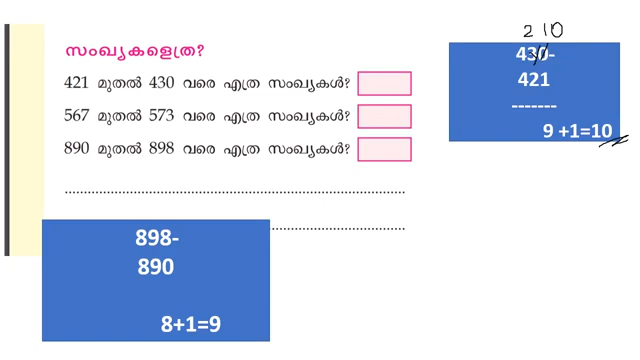 സംഖ്യകളെത്ര?
421 മുതൽ 430 വരെ എത്ര സംഖ്യകൾ?
567 മുതൽ 573 വരെ എത്ര സംഖ്യകൾ?
890 മുതൽ 898 വരെ എത്ര സംഖ്യകൾ?
2 10
430-
421
-------
9 +1=10
898-
890
8+1=9